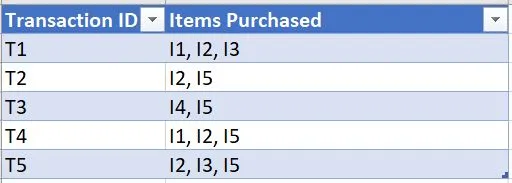 Transaction ID Items Purchased
T1 I1, I2, I3
T2 I2, I5
T3 I4, I5
T4 I1, I2, I5
T5 I2, I3, I5